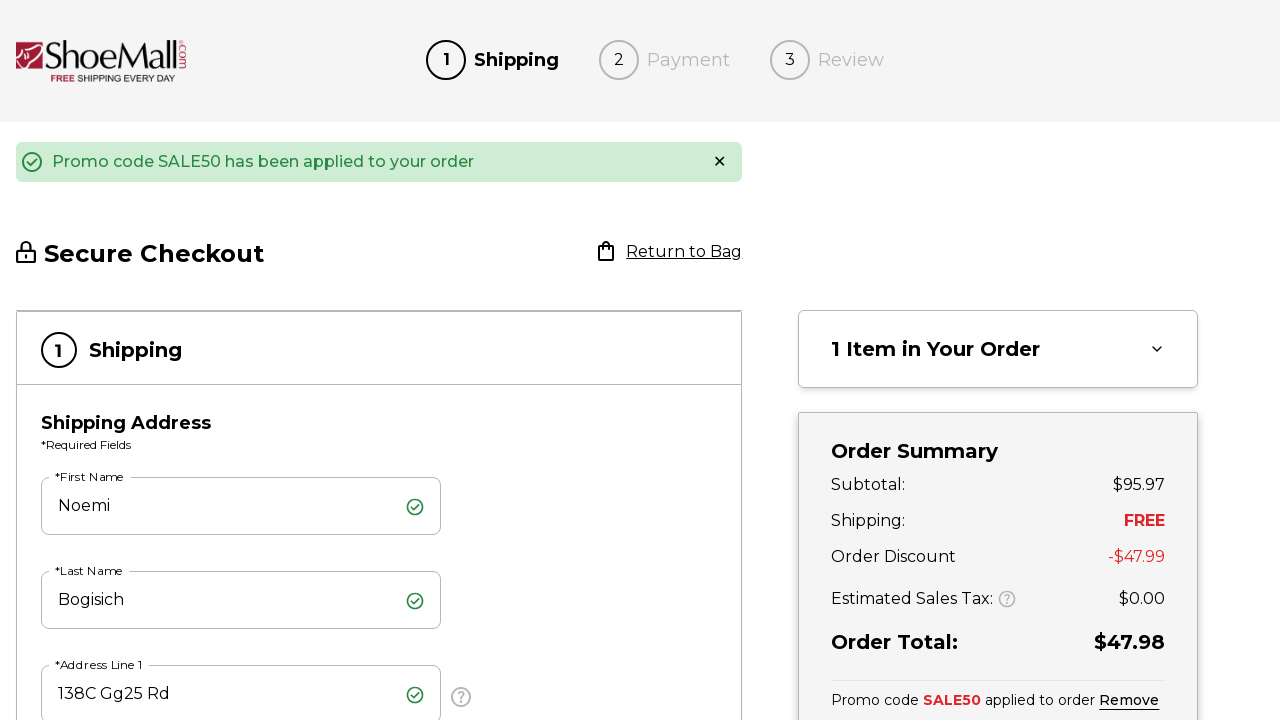 ShoeMall.com
FREE SHIPPING EVERY DAY
1 Shipping
2 Payment
3 Review
Promo code SALE50 has been applied to your order
Secure Checkout
Return to Bag
1 Shipping
Shipping Address
*Required Fields
*First Name
Noemi
*Last Name
Bogisich
*Address Line 1
138C Gg25 Rd
1 Item in Your Order
Order Summary
Subtotal: $95.97
Shipping: FREE
Order Discount -$47.99
Estimated Sales Tax: $0.00
Order Total: $47.98
Promo code SALE50 applied to order Remove